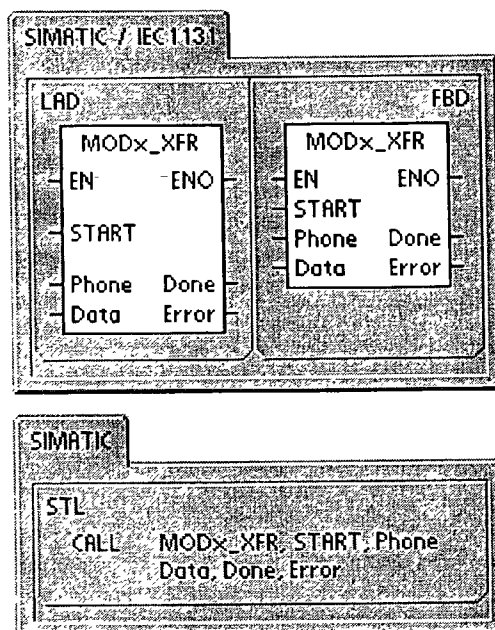 SIMATIC / IEC1131
LAD
MODx_XFR
EN ENO
START
Phone Done
Data Error
FBD
MODx_XFR
EN ENO
START
Phone Done
Data Error
SIMATIC
STL
CALL MODx_XFR, START, Phone
Data, Done, Error